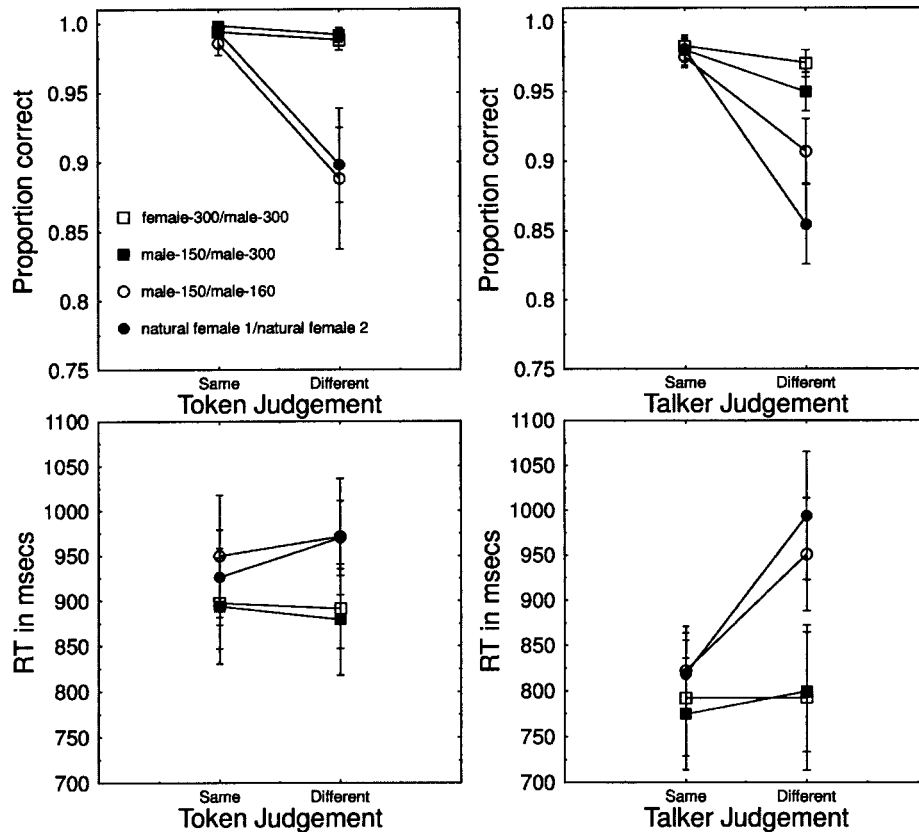 Proportion correct
1.0
0.95
0.9
0.85
0.8
0.75
female-300/male-300
male-150/male-300
male-150/male-160
natural female 1/natural female 2
Same Different
Token Judgement
Proportion correct
1.0
0.95
0.9
0.85
0.8
0.75
Same Different
Talker Judgement
RT in msecs
1100
1050
1000
950
900
850
800
750
700
Same Different
Token Judgement
RT in msecs
1100
1050
1000
950
900
850
800
750
700
Same Different
Talker Judgement